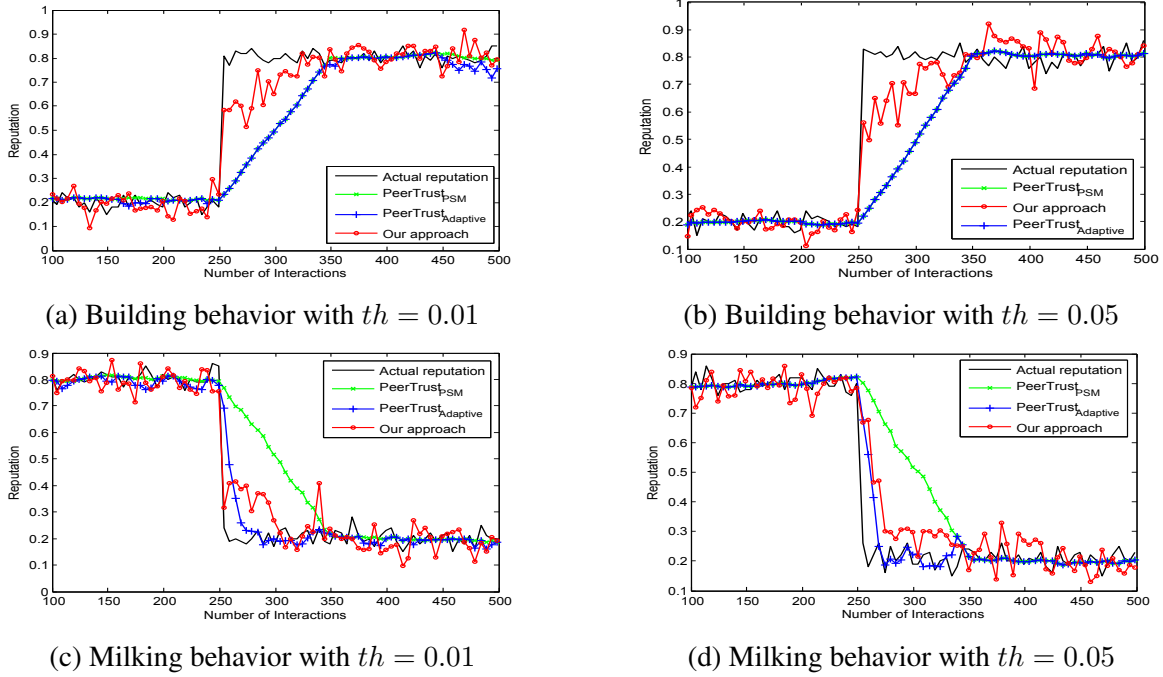 1
0.9
0.8
0.7
0.6
0.5
0.4
0.3
0.2
0.1
0
Reputation
Actual reputation
PeerTrust_PSM
PeerTrust_Adaptive
Our approach
100 150 200 250 300 350 400 450 500
Number of Interactions
(a) Building behavior with th = 0.01
1
0.9
0.8
0.7
0.6
0.5
0.4
0.3
0.2
0.1
Reputation
Actual reputation
PeerTrust_PSM
Our approach
PeerTrust_Adaptive
100 150 200 250 300 350 400 450 500
Number of Interactions
(b) Building behavior with th = 0.05
0.9
0.8
0.7
0.6
0.5
0.4
0.3
0.2
0.1
0
Reputation
Actual reputation
PeerTrust_PSM
PeerTrust_Adaptive
Our approach
100 150 200 250 300 350 400 450 500
Number of Interactions
(c) Milking behavior with th = 0.01
0.9
0.8
0.7
0.6
0.5
0.4
0.3
0.2
0.1
Reputation
Actual reputation
PeerTrust_PSM
PeerTrust_Adaptive
Our approach
100 150 200 250 300 350 400 450 500
Number of Interactions
(d) Milking behavior with th = 0.05